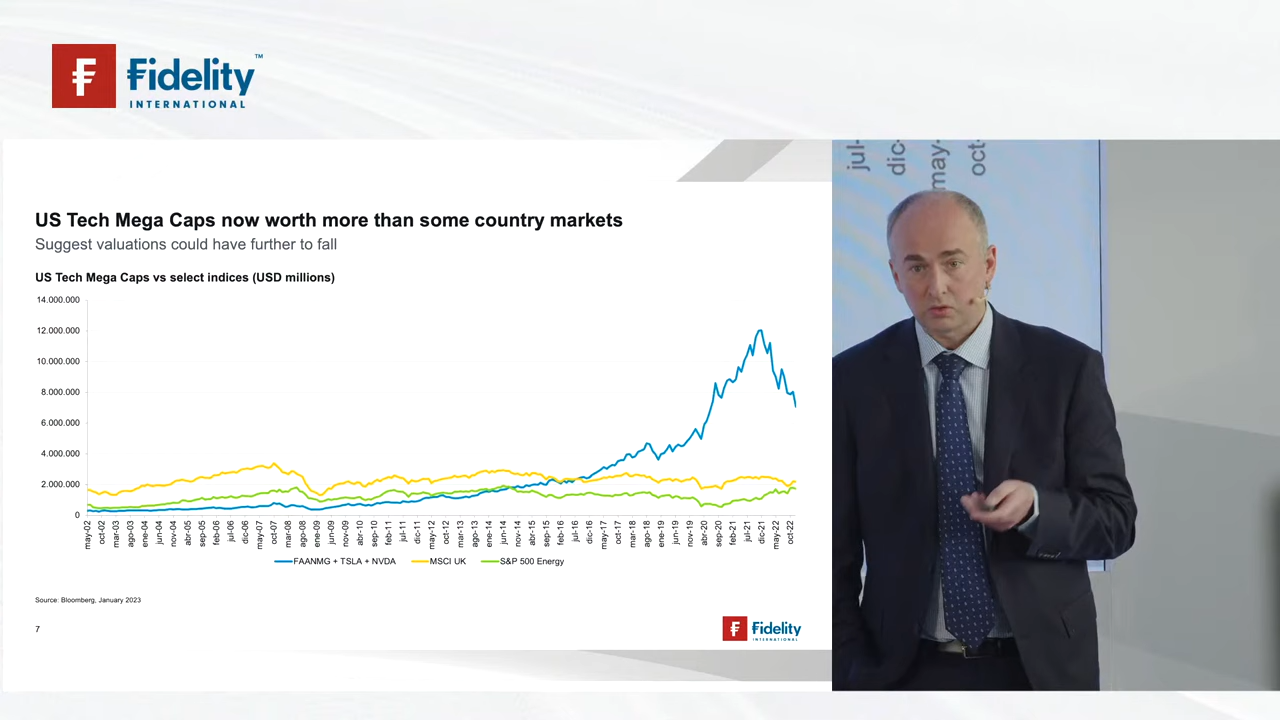 Fidelity™
INTERNATIONAL
US Tech Mega Caps now worth more than some country markets
Suggest valuations could have further to fall
US Tech Mega Caps vs select indices (USD millions)
14.000.000
12.000.000
10.000.000
8.000.000
6.000.000
4.000.000
2.000.000
0
may-02 oct-02 mar-03 ago-03 ene-04 jun-04 nov-04 abr-05 sep-05 feb-06 jul-06 dic-06 may-07 oct-07 mar-08 ago-08 ene-09 jun-09 nov-09 abr-10 sep-10 feb-11 jul-11 dic-11 may-12 oct-12 mar-13 ago-13 ene-14 jun-14 nov-14 abr-15 sep-15 feb-16 jul-16 dic-16 may-17 oct-17 mar-18 ago-18 ene-19 jun-19 nov-19 abr-20 sep-20 feb-21 jul-21 dic-21 may-22 oct-22
FAANMG + TSLA + NVDA MSCI UK S&P 500 Energy
Source: Bloomberg, January 2023
7
Fidelity
INTERNATIONAL
jul-
dic-
may-
oct-